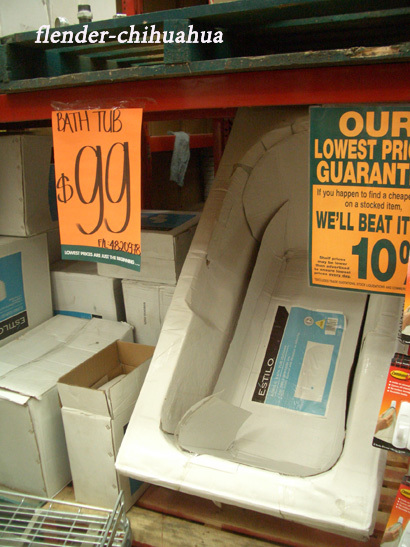 flender-chihuahua
BATH TUB
$99
LOWEST PRICES ARE JUST THE BEGINNING...
OUR
LOWEST PRIC
GUARANT
If you happen to find a cheape
on a stocked item,
WE'LL BEAT IT
10%
ESTILO
ESTILO